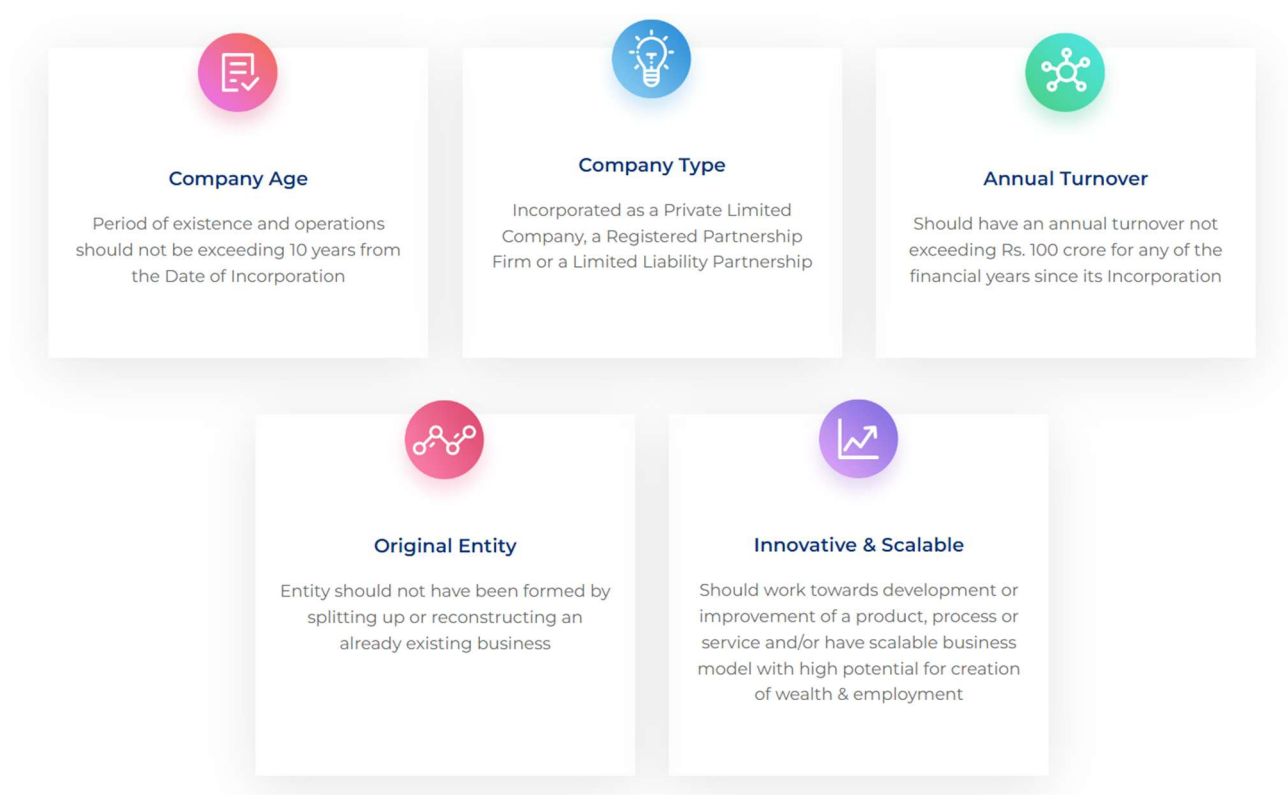 Company Age
Period of existence and operations
should not be exceeding 10 years from
the Date of Incorporation
Company Type
Incorporated as a Private Limited
Company, a Registered Partnership
Firm or a Limited Liability Partnership
Annual Turnover
Should have an annual turnover not
exceeding Rs. 100 crore for any of the
financial years since its Incorporation
Original Entity
Entity should not have been formed by
splitting up or reconstructing an
already existing business
Innovative & Scalable
Should work towards development or
improvement of a product, process or
service and/or have scalable business
model with high potential for creation
of wealth & employment